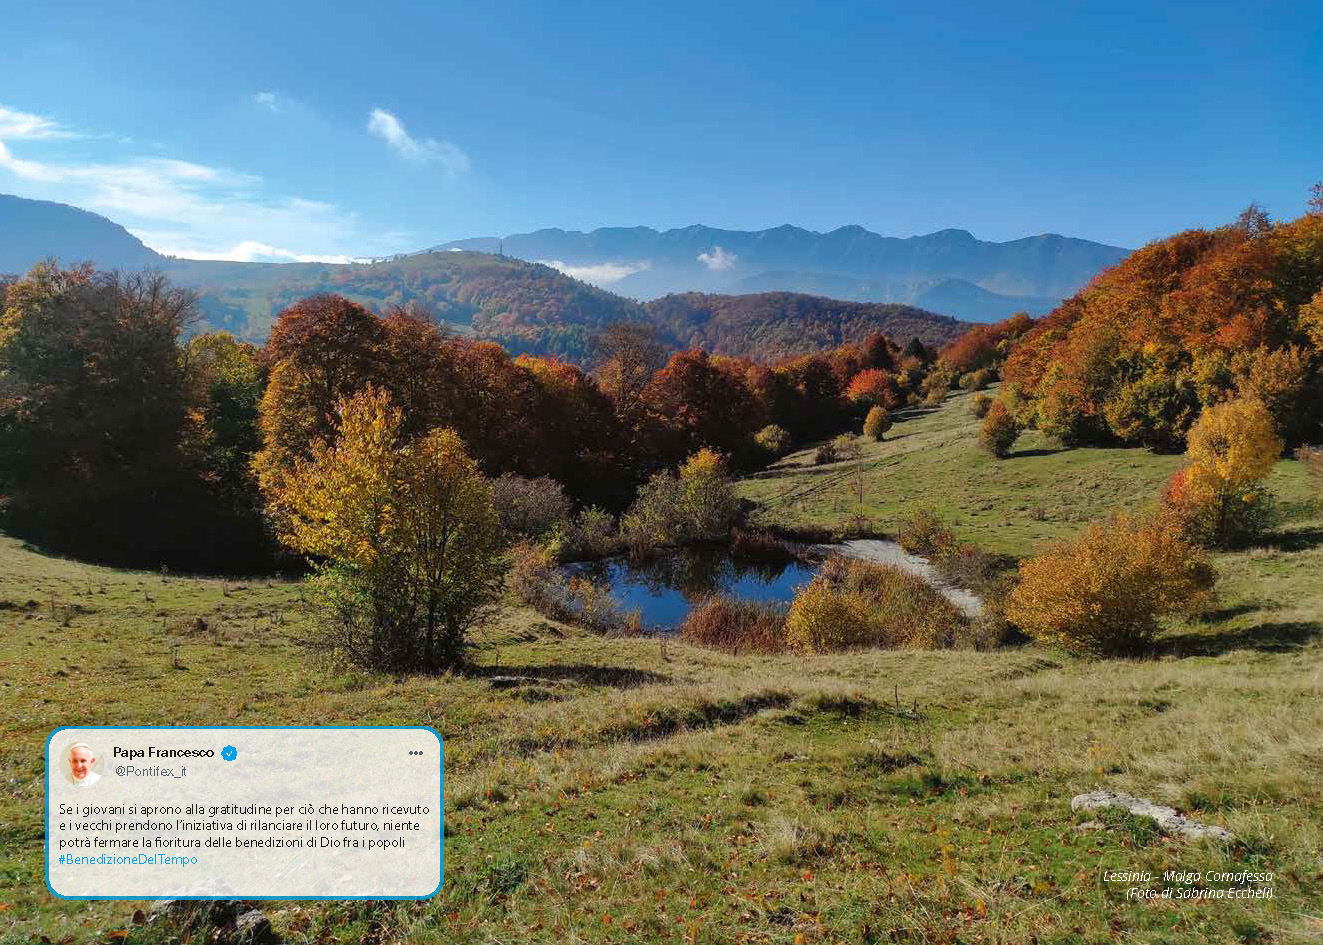 Papa Francesco
@Pontifex_it
Se i giovani si aprono alla gratitudine per ciò che hanno ricevuto
e i vecchi prendono l'iniziativa di rilanciare il loro futuro, niente
potrà fermare la fioritura delle benedizioni di Dio fra i popoli
#BenedizioneDelTempo
Lessinia - Malga Cornafessa
(Foto di Sabrina Eccheli)